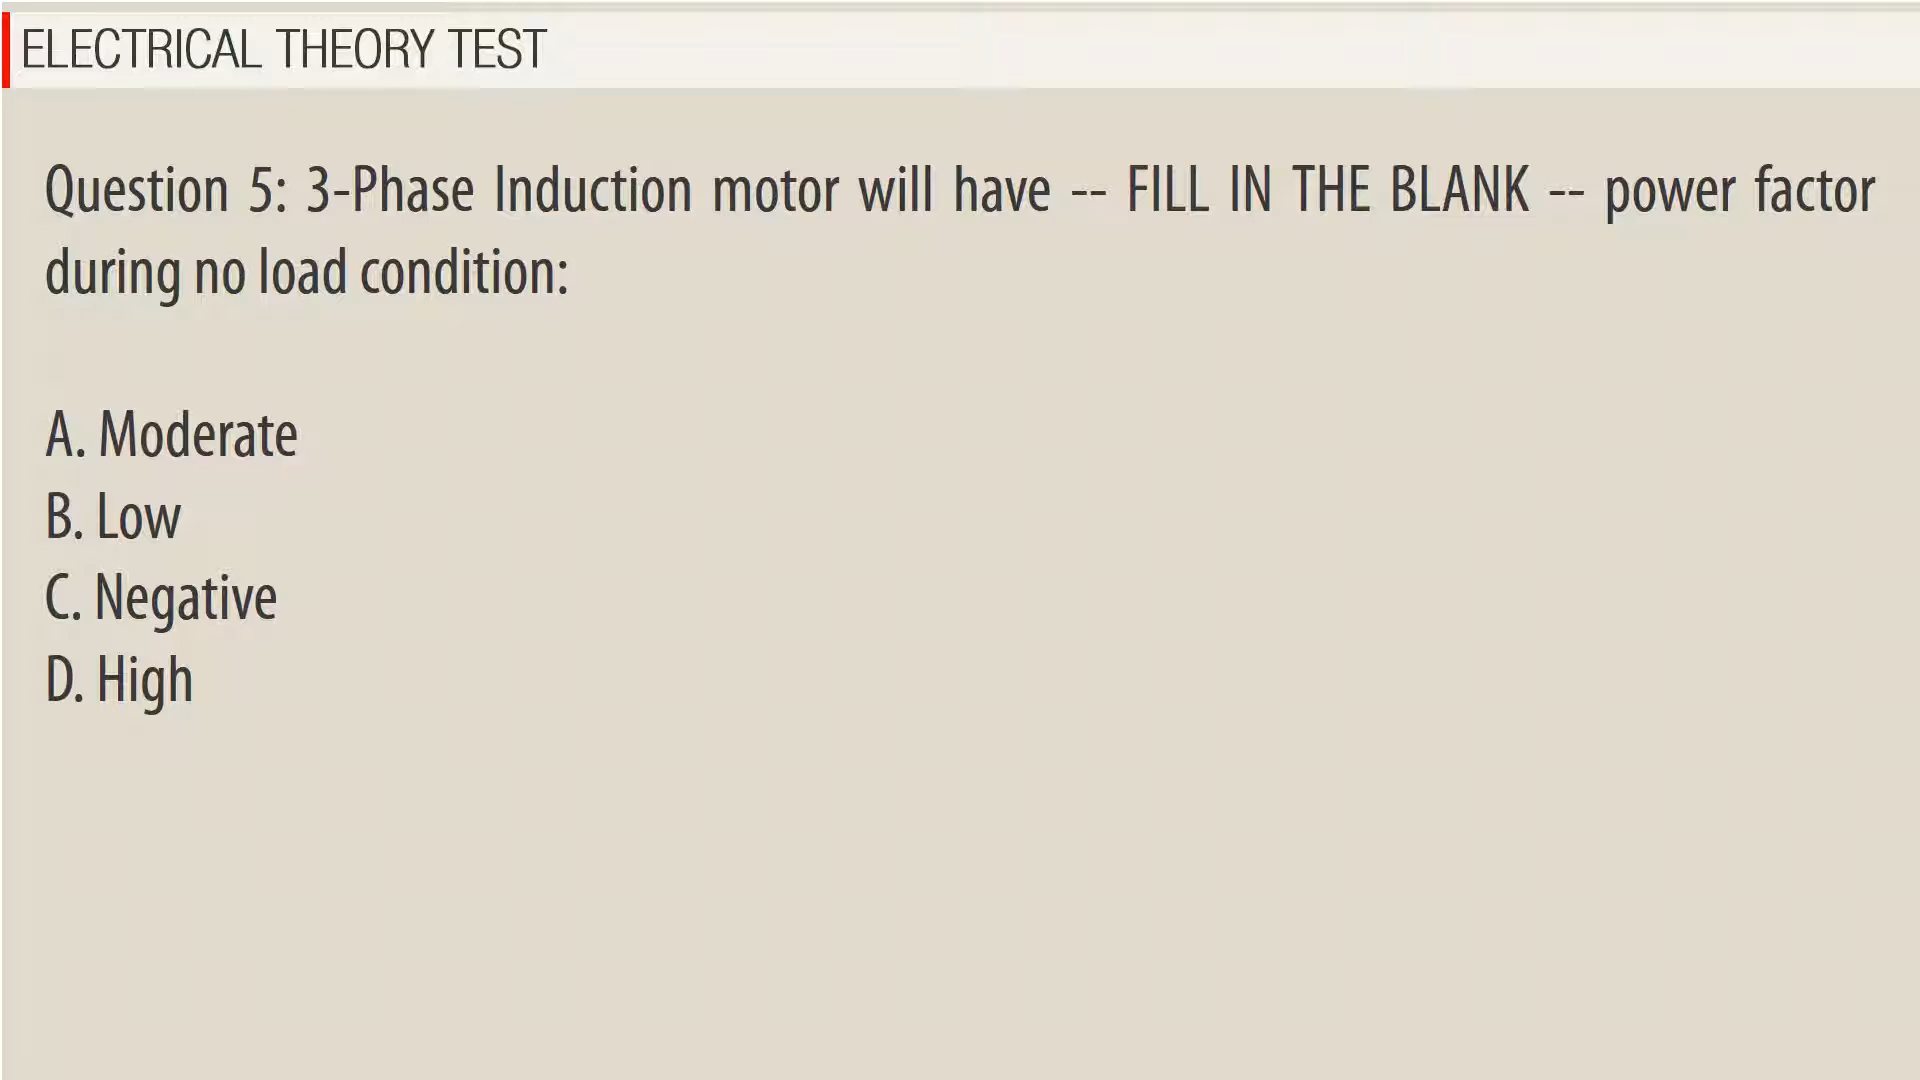 ELECTRICAL THEORY TEST
Question 5: 3-Phase Induction motor will have -- FILL IN THE BLANK -- power factor
during no load condition:
A. Moderate
B. Low
C. Negative
D. High